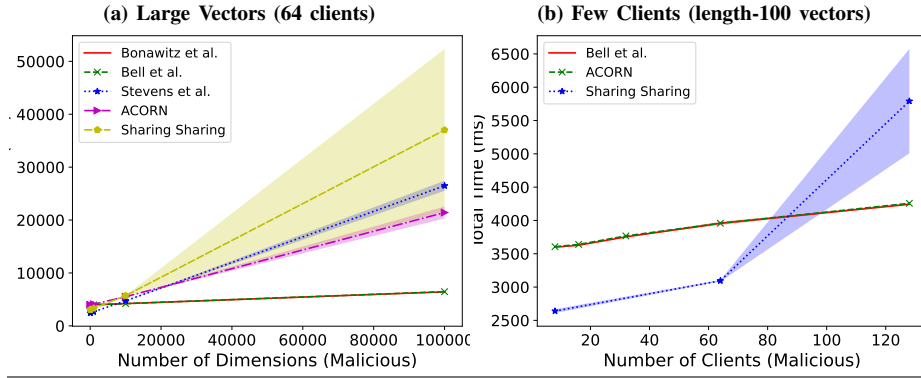 (a) Large Vectors (64 clients)
50000
40000
30000
20000
10000
0
Bonawitz et al.
Bell et al.
Stevens et al.
ACORN
Sharing Sharing
0 20000 40000 60000 80000 100000
Number of Dimensions (Malicious)
(b) Few Clients (length-100 vectors)
Total Time (ms)
6500
6000
5500
5000
4500
4000
3500
3000
2500
Bell et al.
ACORN
Sharing Sharing
20 40 60 80 100 120
Number of Clients (Malicious)